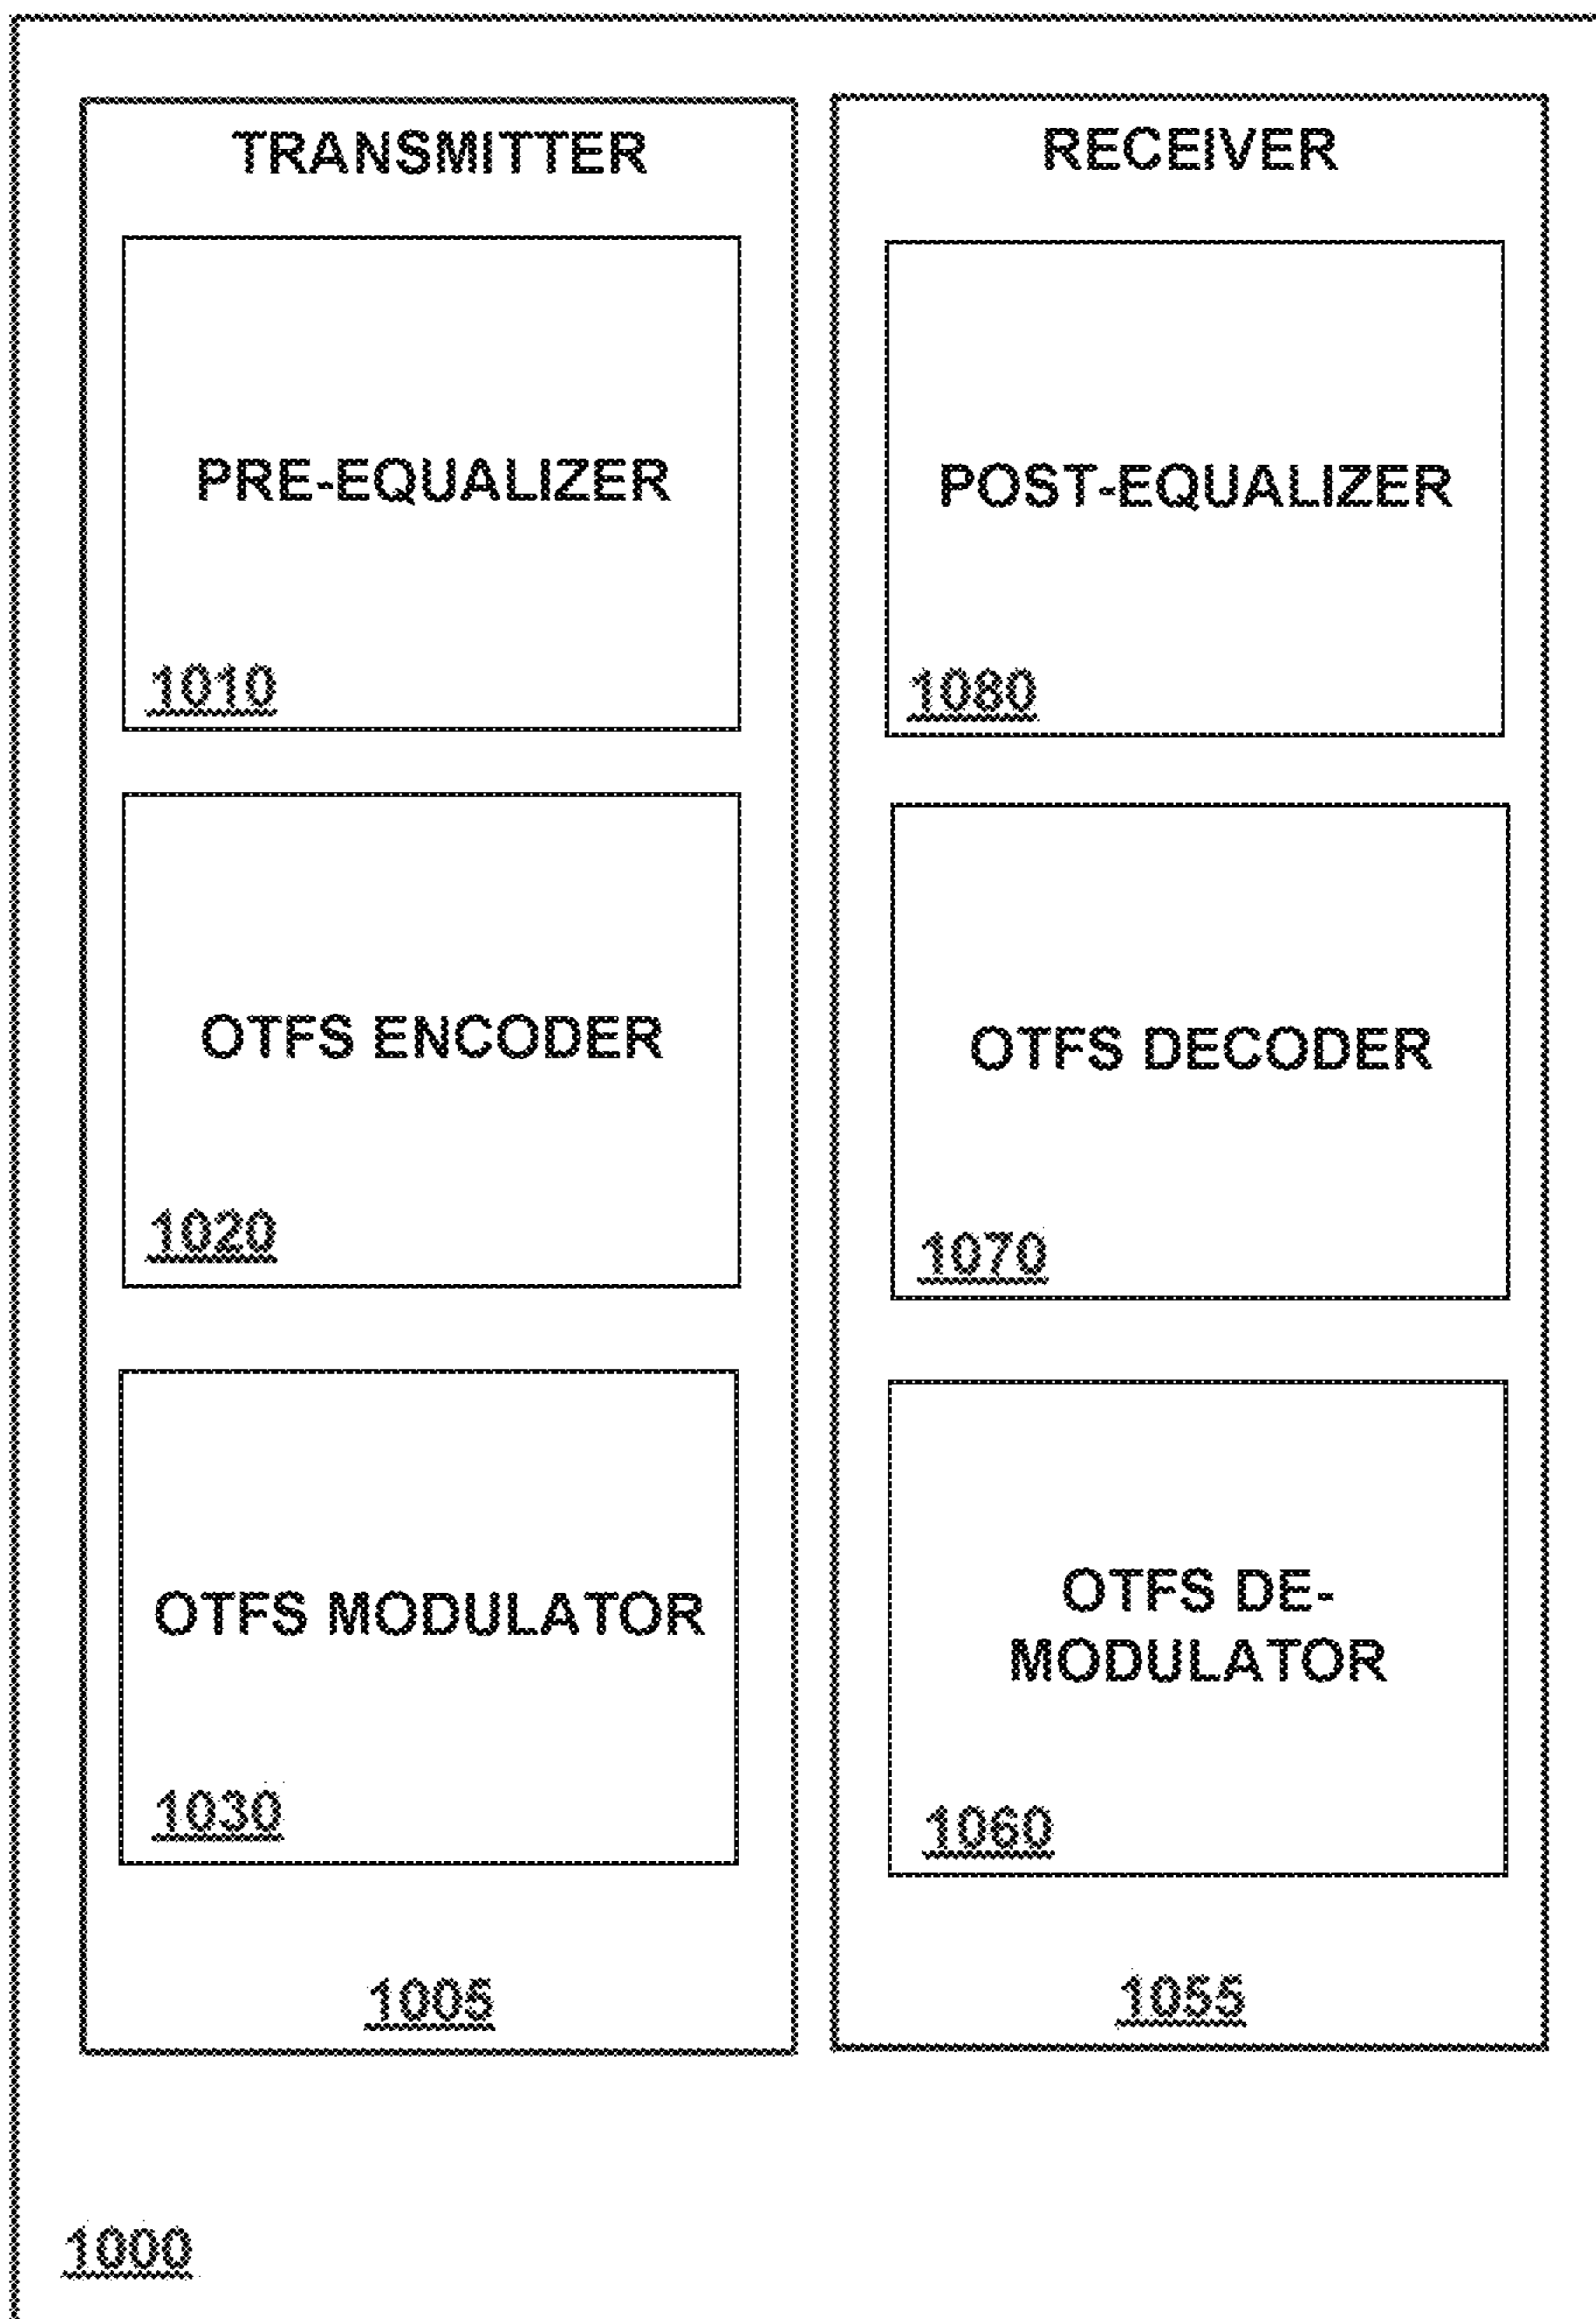 TRANSMITTER
PRE-EQUALIZER
1010
OTFS ENCODER
1020
OTFS MODULATOR
1030
1005
RECEIVER
POST-EQUALIZER
1080
OTFS DECODER
1070
OTFS DE-
MODULATOR
1060
1055
1000